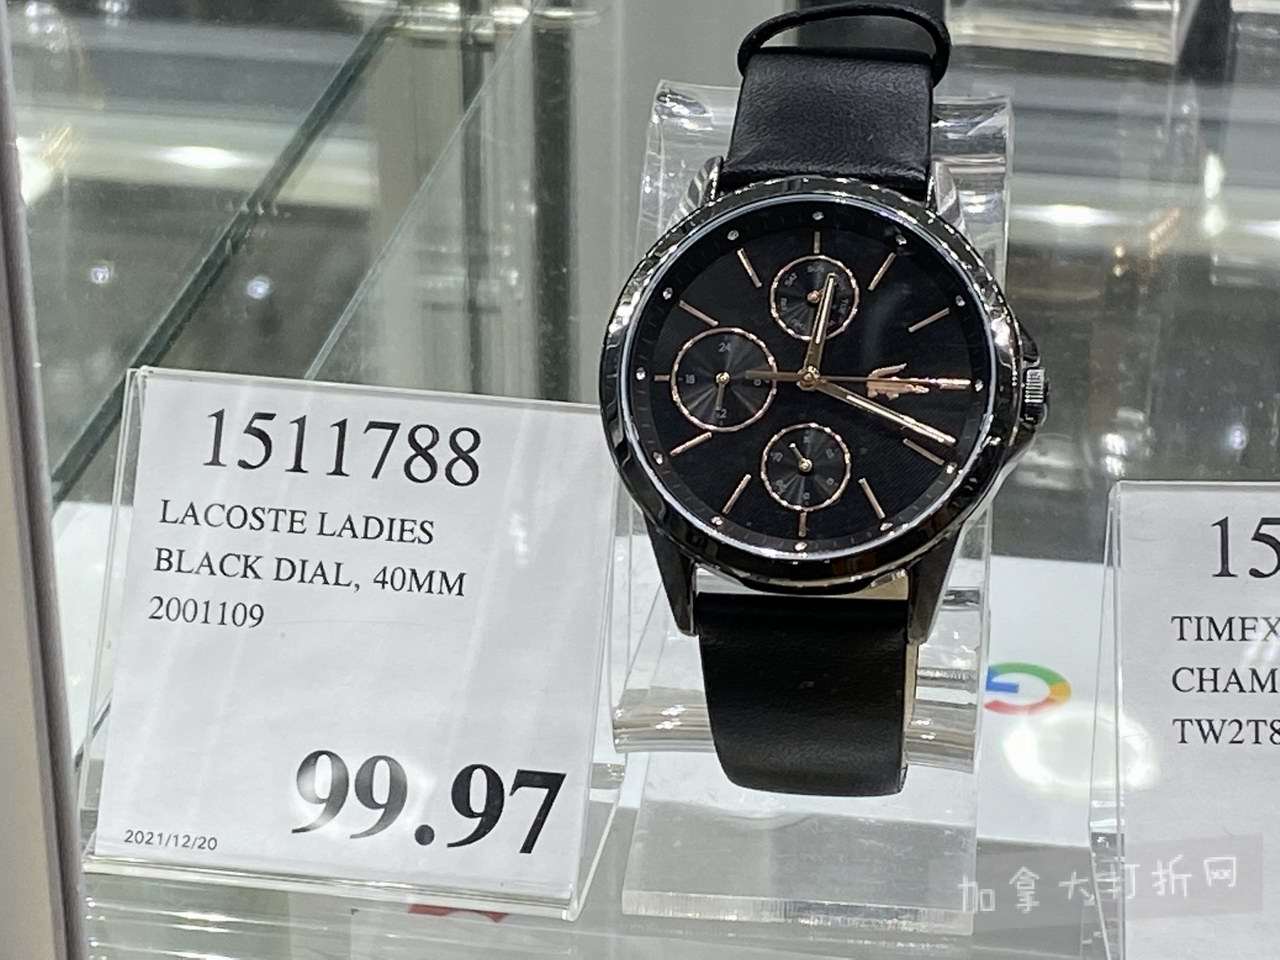 1511788
LACOSTE LADIES
BLACK DIAL, 40MM
2001109
99.97
2021/12/20
15
TIMEX
CHAM
TW2T8
加拿大打折网